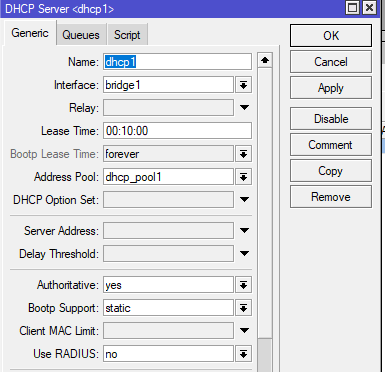 DHCP Server <dhcp1>
Generic Queues Script
Name: dhcp1
Interface: bridge1
Relay:
Lease Time: 00:10:00
Bootp Lease Time: forever
Address Pool: dhcp_pool1
DHCP Option Set:
Server Address:
Delay Threshold:
Authoritative: yes
Bootp Support: static
Client MAC Limit:
Use RADIUS: no
OK
Cancel
Apply
Disable
Comment
Copy
Remove